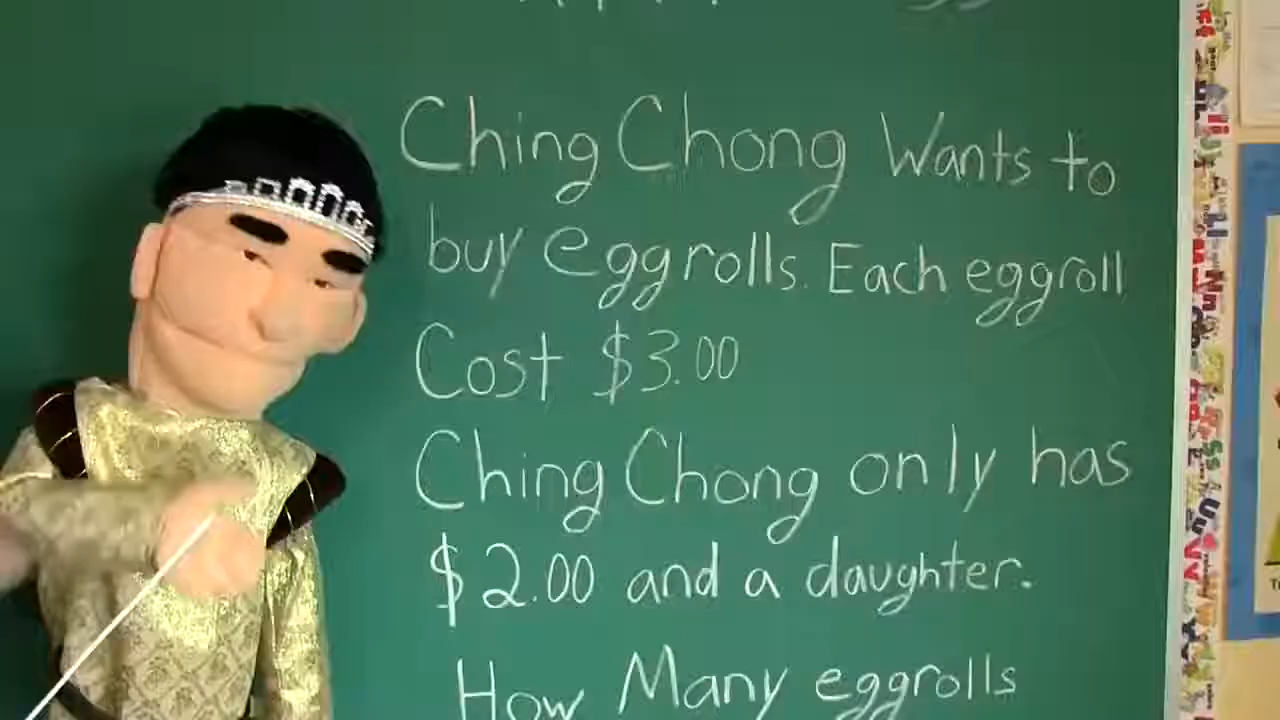 Ching Chong Wants to
buy eggrolls. Each eggroll
Cost $3.00
Ching Chong only has
$2.00 and a daughter.
How Many eggrolls